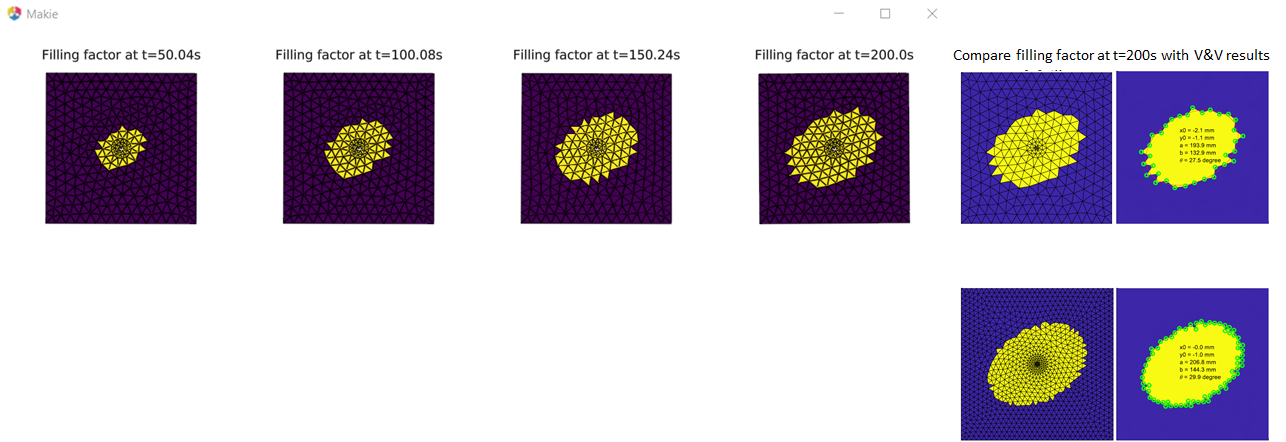 Makie
Filling factor at t=50.04s
Filling factor at t=100.08s
Filling factor at t=150.24s
Filling factor at t=200.0s
Compare filling factor at t=200s with V&V results
x0 = -2.1 mm
y0 = -1.1 mm
a = 193.9 mm
b = 132.9 mm
θ = 27.5 degree
x0 = -0.0 mm
y0 = -1.0 mm
a = 206.8 mm
b = 144.3 mm
θ = 29.9 degree